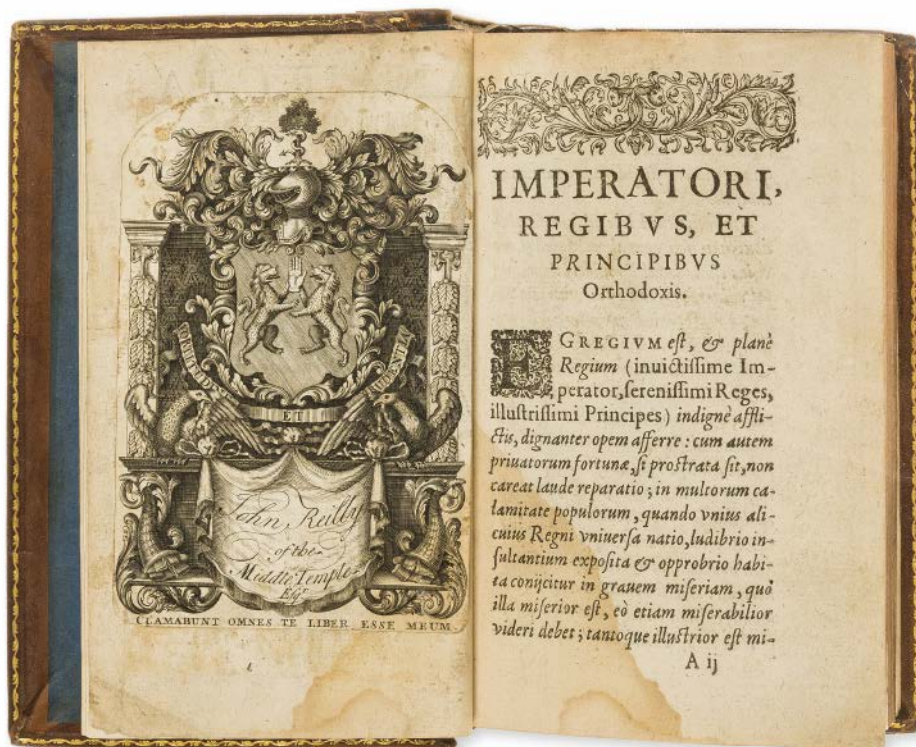 FORTITUDINE
ET
PRUDENTIA
John Reilly
of the
Middle Temple
Esqr.
CLAMABUNT OMNES TE LIBER ESSE MEUM
IMPERATORI,
REGIBVS, ET
PRINCIPIBVS
Orthodoxis.
EGREGIVM eſt, & planè
Regium (inuictiſſime Im-
perator, ſereniſſimi Reges,
illuſtriſſimi Principes) indignè affli-
ctis, dignanter opem afferre : cum autem
priuatorum fortunæ, ſi proſtrata ſit, non
careat laude reparatio ; in multorum ca-
lamitate populorum, quando vnius ali-
cuius Regni vniuerſa natio, ludibrio in-
ſultantium expoſita & opprobrio habi-
ta conijcitur in grauem miſeriam, quò
illa miſerior eſt, eò etiam miſerabilior
videri debet ; tantoque illuſtrior eſt mi-
A ij